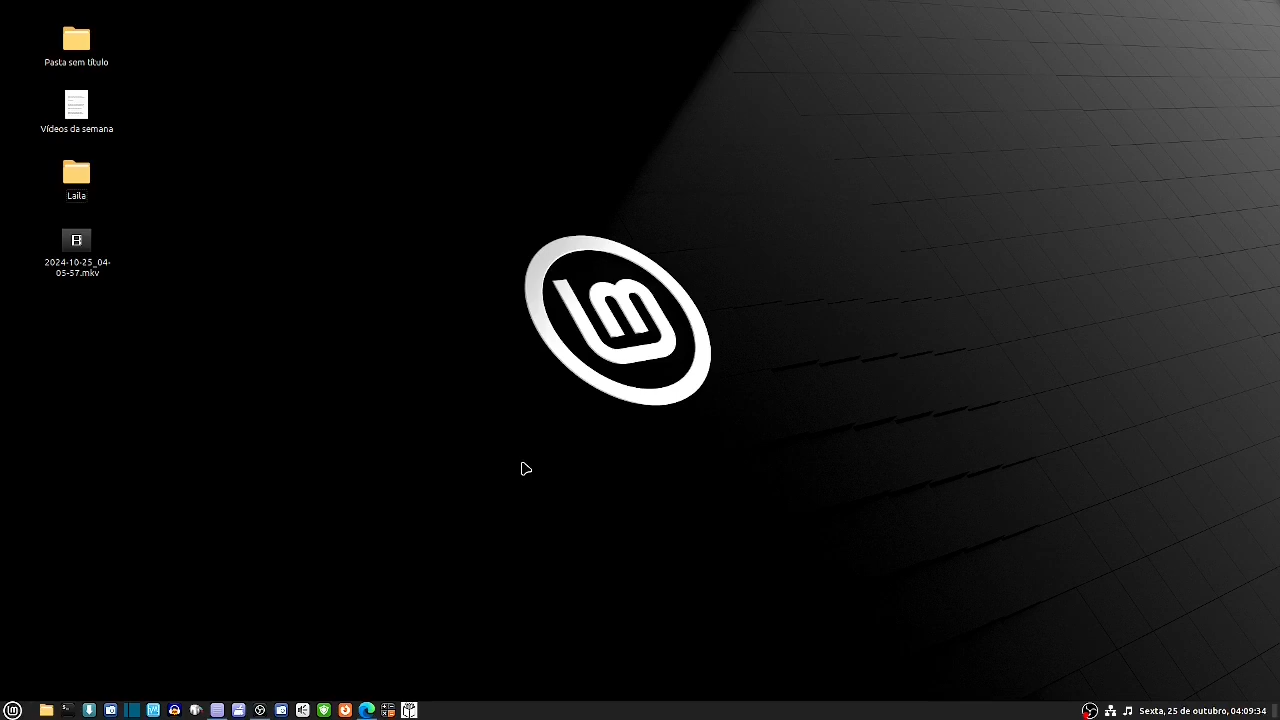 Pasta sem título
Vídeos da semana
Laila
2024-10-25_04-
05-57.mkv
Sexta, 25 de outubro, 04:09:34